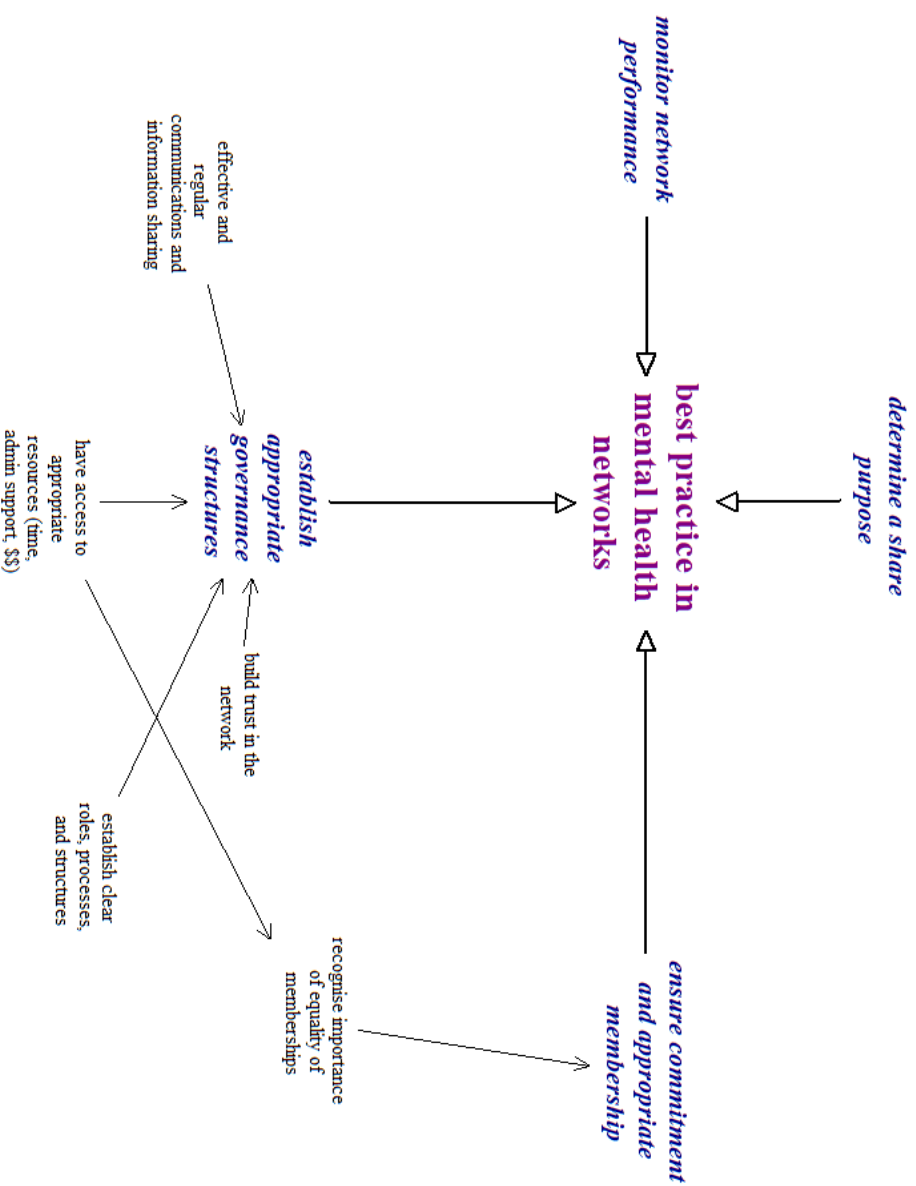 determine a share
purpose
monitor network
performance
best practice in
mental health
networks
ensure commitment
and appropriate
membership
establish
appropriate
governance
structures
recognise importance
of equality of
memberships
effective and
regular
communications and
information sharing
build trust in the
network
have access to
appropriate
resources (time,
admin support, $$)
establish clear
roles, processes,
and structures